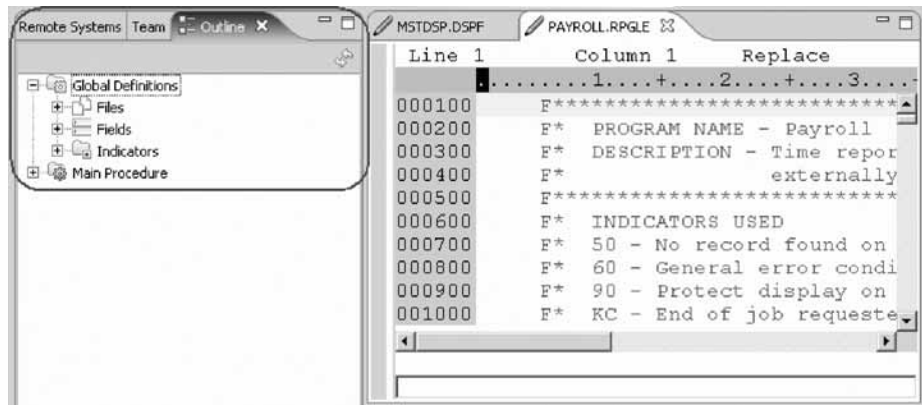 Remote Systems Team Outline
Global Definitions
Files
Fields
Indicators
Main Procedure
MSTDSP.DSPF PAYROLL.RPGLE
Line 1 Column 1 Replace
.........1....+....2....+....3....
000100 F***************************
000200 F* PROGRAM NAME - Payroll
000300 F* DESCRIPTION - Time repor
000400 F* externally
000500 F***************************
000600 F* INDICATORS USED
000700 F* 50 - No record found on
000800 F* 60 - General error condi
000900 F* 90 - Protect display on
001000 F* KC - End of job requeste